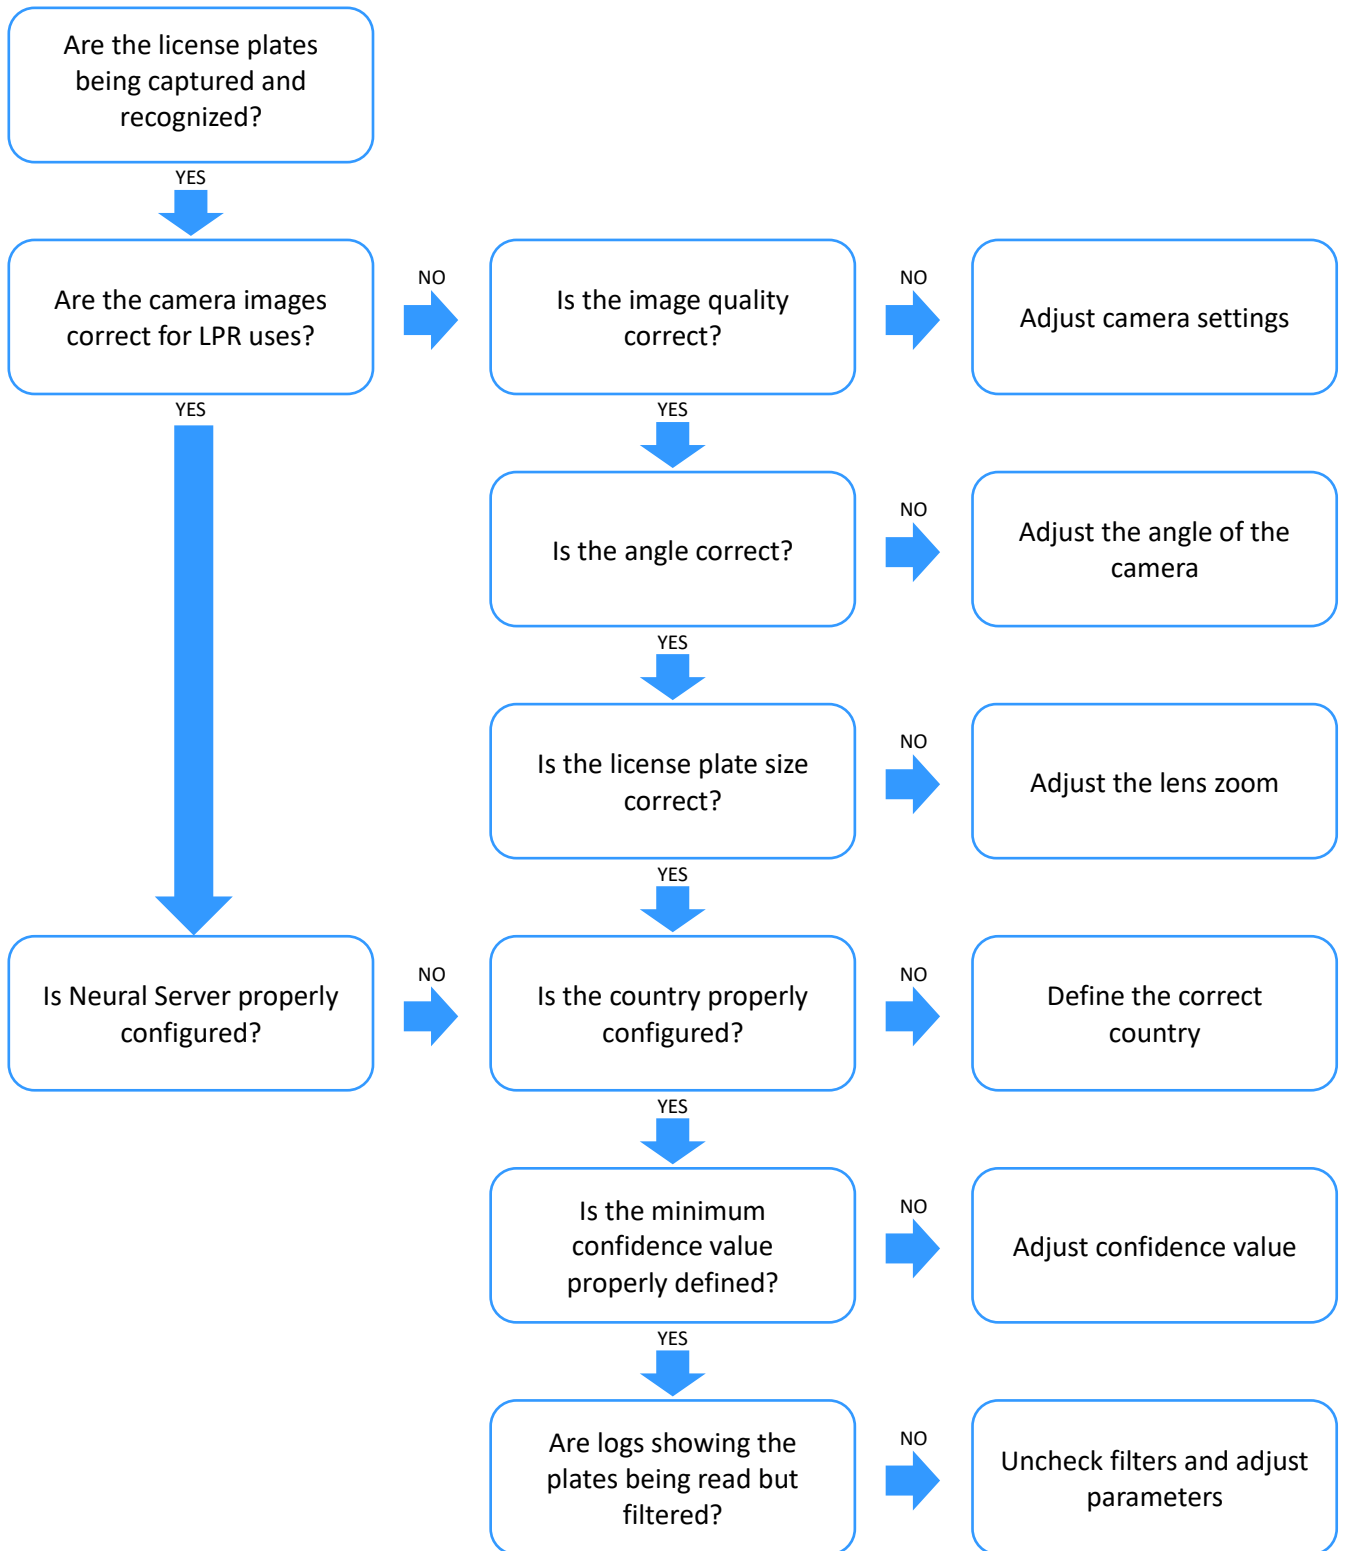 Are the license plates
being captured and
recognized?
YES
Are the camera images
correct for LPR uses?
NO
Is the image quality
correct?
NO
Adjust camera settings
YES
YES
Is the angle correct?
NO
Adjust the angle of the
camera
YES
Is the license plate size
correct?
NO
Adjust the lens zoom
YES
Is Neural Server properly
configured?
NO
Is the country properly
configured?
NO
Define the correct
country
YES
Is the minimum
confidence value
properly defined?
NO
Adjust confidence value
YES
Are logs showing the
plates being read but
filtered?
NO
Uncheck filters and adjust
parameters